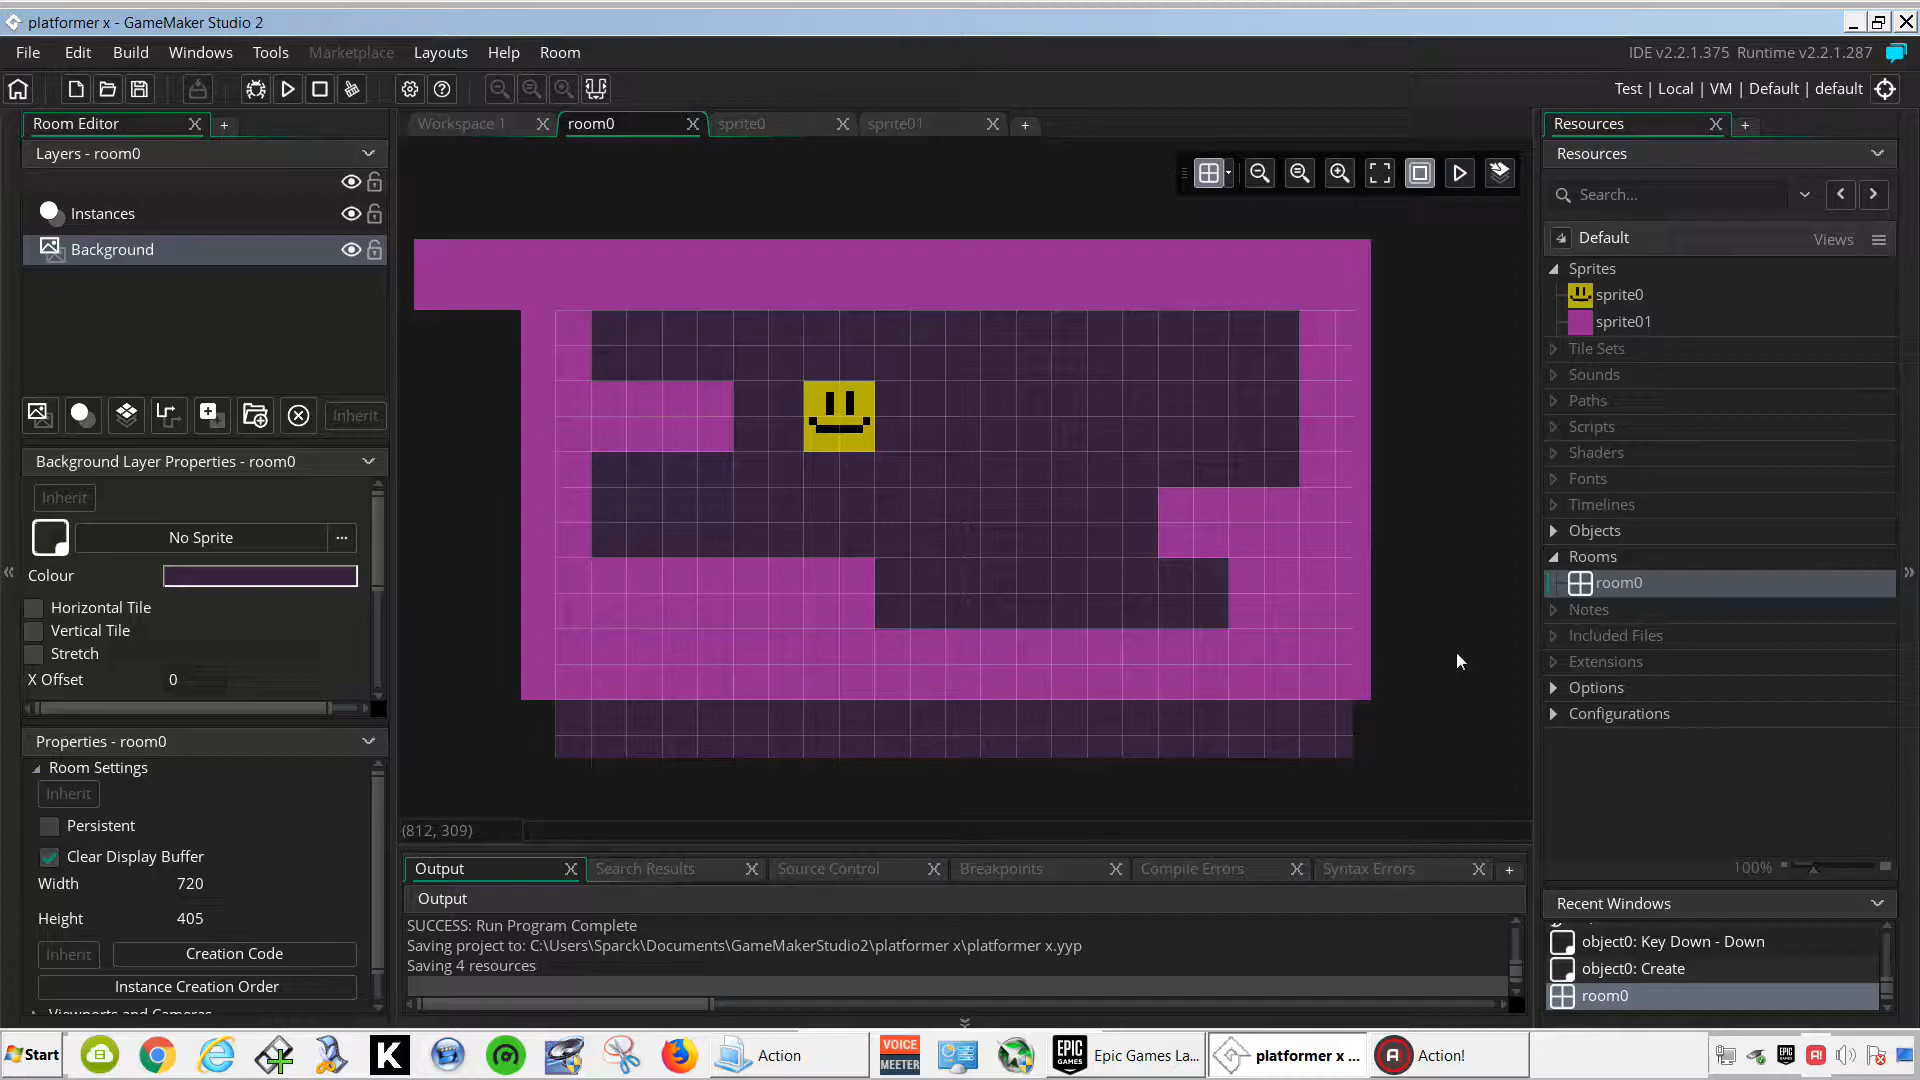 platformer x - GameMaker Studio 2
File Edit Build Windows Tools Marketplace Layouts Help Room
IDE v2.2.1.375 Runtime v2.2.1.287
Test | Local | VM | Default | default
Room Editor
Workspace 1
room0
sprite0
sprite01
Resources
Layers - room0
Resources
Search...
Instances
Background
Default
Views
Sprites
sprite0
sprite01
Tile Sets
Sounds
Paths
Scripts
Shaders
Fonts
Timelines
Objects
Rooms
room0
Notes
Included Files
Extensions
Options
Configurations
Inherit
Background Layer Properties - room0
Inherit
No Sprite
...
Colour
Horizontal Tile
Vertical Tile
Stretch
X Offset 0
Properties - room0
Room Settings
Inherit
Persistent
Clear Display Buffer
Width 720
Height 405
Inherit
Creation Code
Instance Creation Order
Viewports and Cameras
(812, 309)
100%
Output
Search Results
Source Control
Breakpoints
Compile Errors
Syntax Errors
Output
SUCCESS: Run Program Complete
Saving project to: C:\Users\Sparck\Documents\GameMakerStudio2\platformer x\platformer x.yyp
Saving 4 resources
Recent Windows
object0: Key Down - Down
object0: Create
room0
Start
K
Action
VOICE
MEETER
EPIC
GAMES
Epic Games La...
platformer x ...
Action!